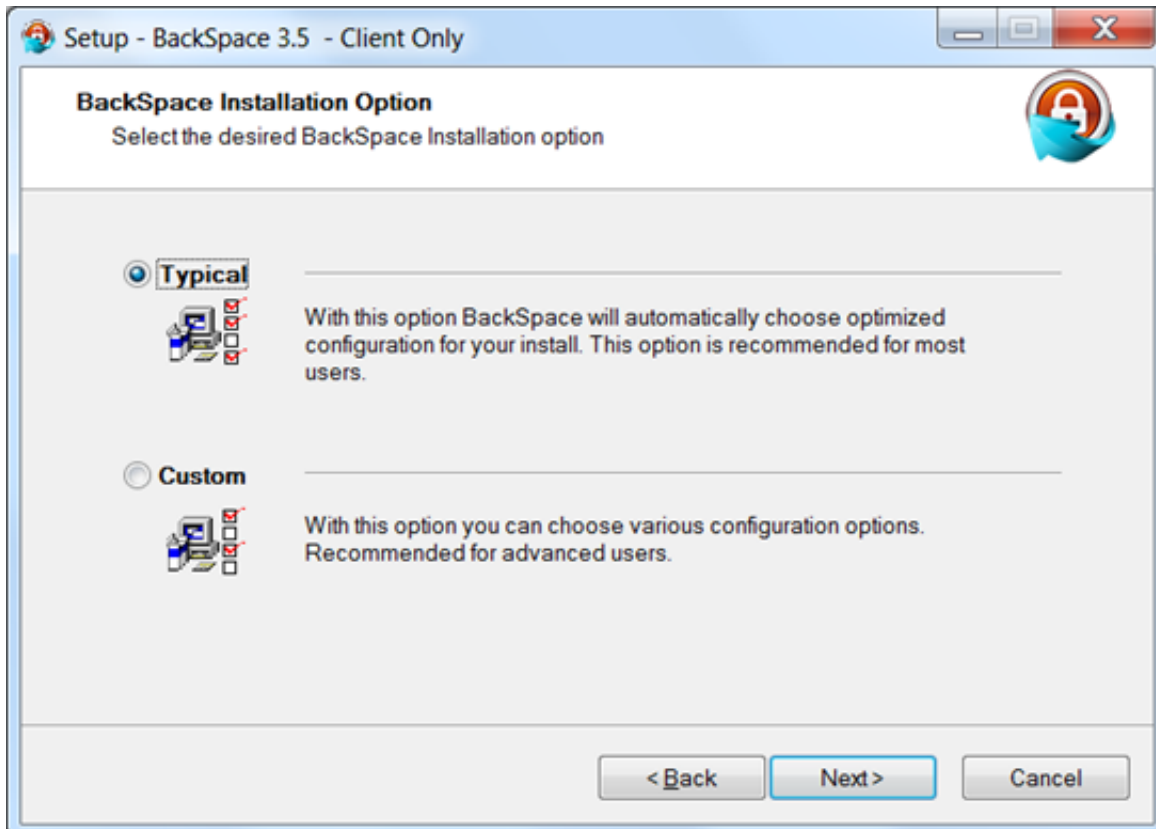 Setup - BackSpace 3.5 - Client Only
BackSpace Installation Option
Select the desired BackSpace Installation option
Typical
With this option BackSpace will automatically choose optimized
configuration for your install. This option is recommended for most
users.
Custom
With this option you can choose various configuration options.
Recommended for advanced users.
< Back
Next >
Cancel